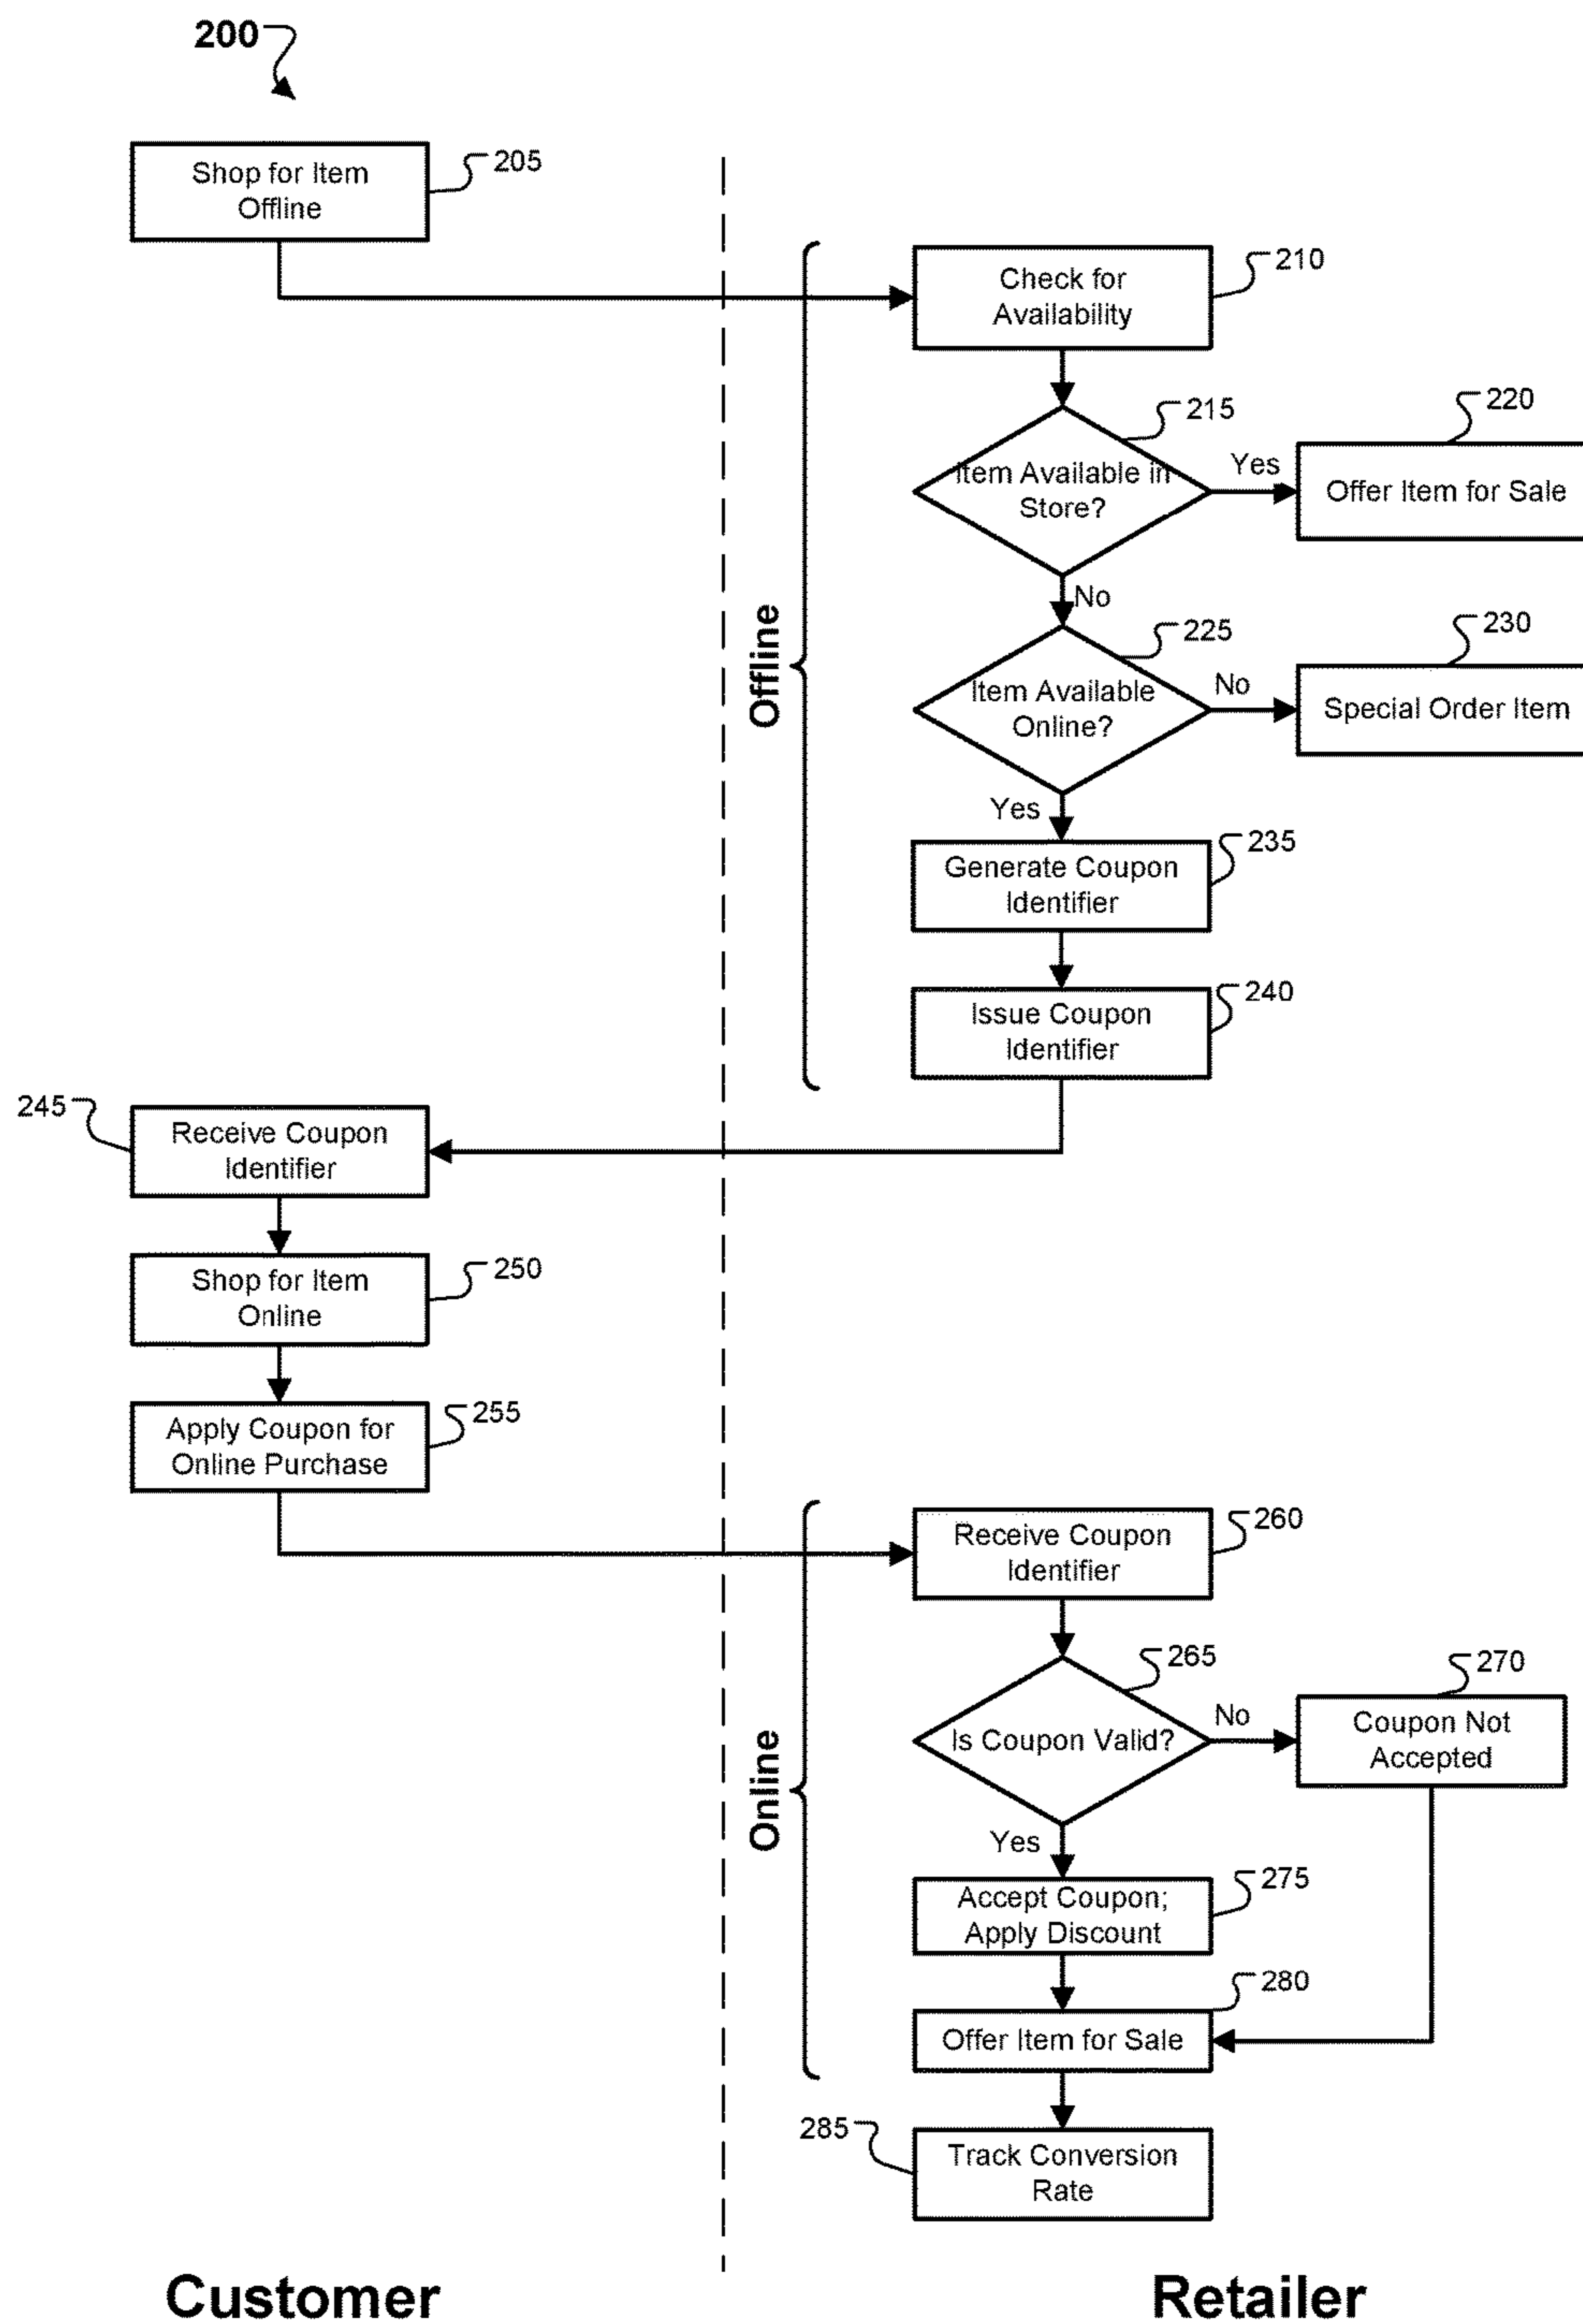 200
Shop for Item
Offline
205
Check for
Availability
210
Item Available in
Store?
215
Yes
Offer Item for Sale
220
No
Item Available
Online?
225
No
Special Order Item
230
Yes
Generate Coupon
Identifier
235
Issue Coupon
Identifier
240
Offline
245
Receive Coupon
Identifier
Shop for Item
Online
250
Apply Coupon for
Online Purchase
255
Receive Coupon
Identifier
260
Is Coupon Valid?
265
No
Coupon Not
Accepted
270
Yes
Accept Coupon;
Apply Discount
275
Offer Item for Sale
280
Online
285
Track Conversion
Rate
Customer
Retailer